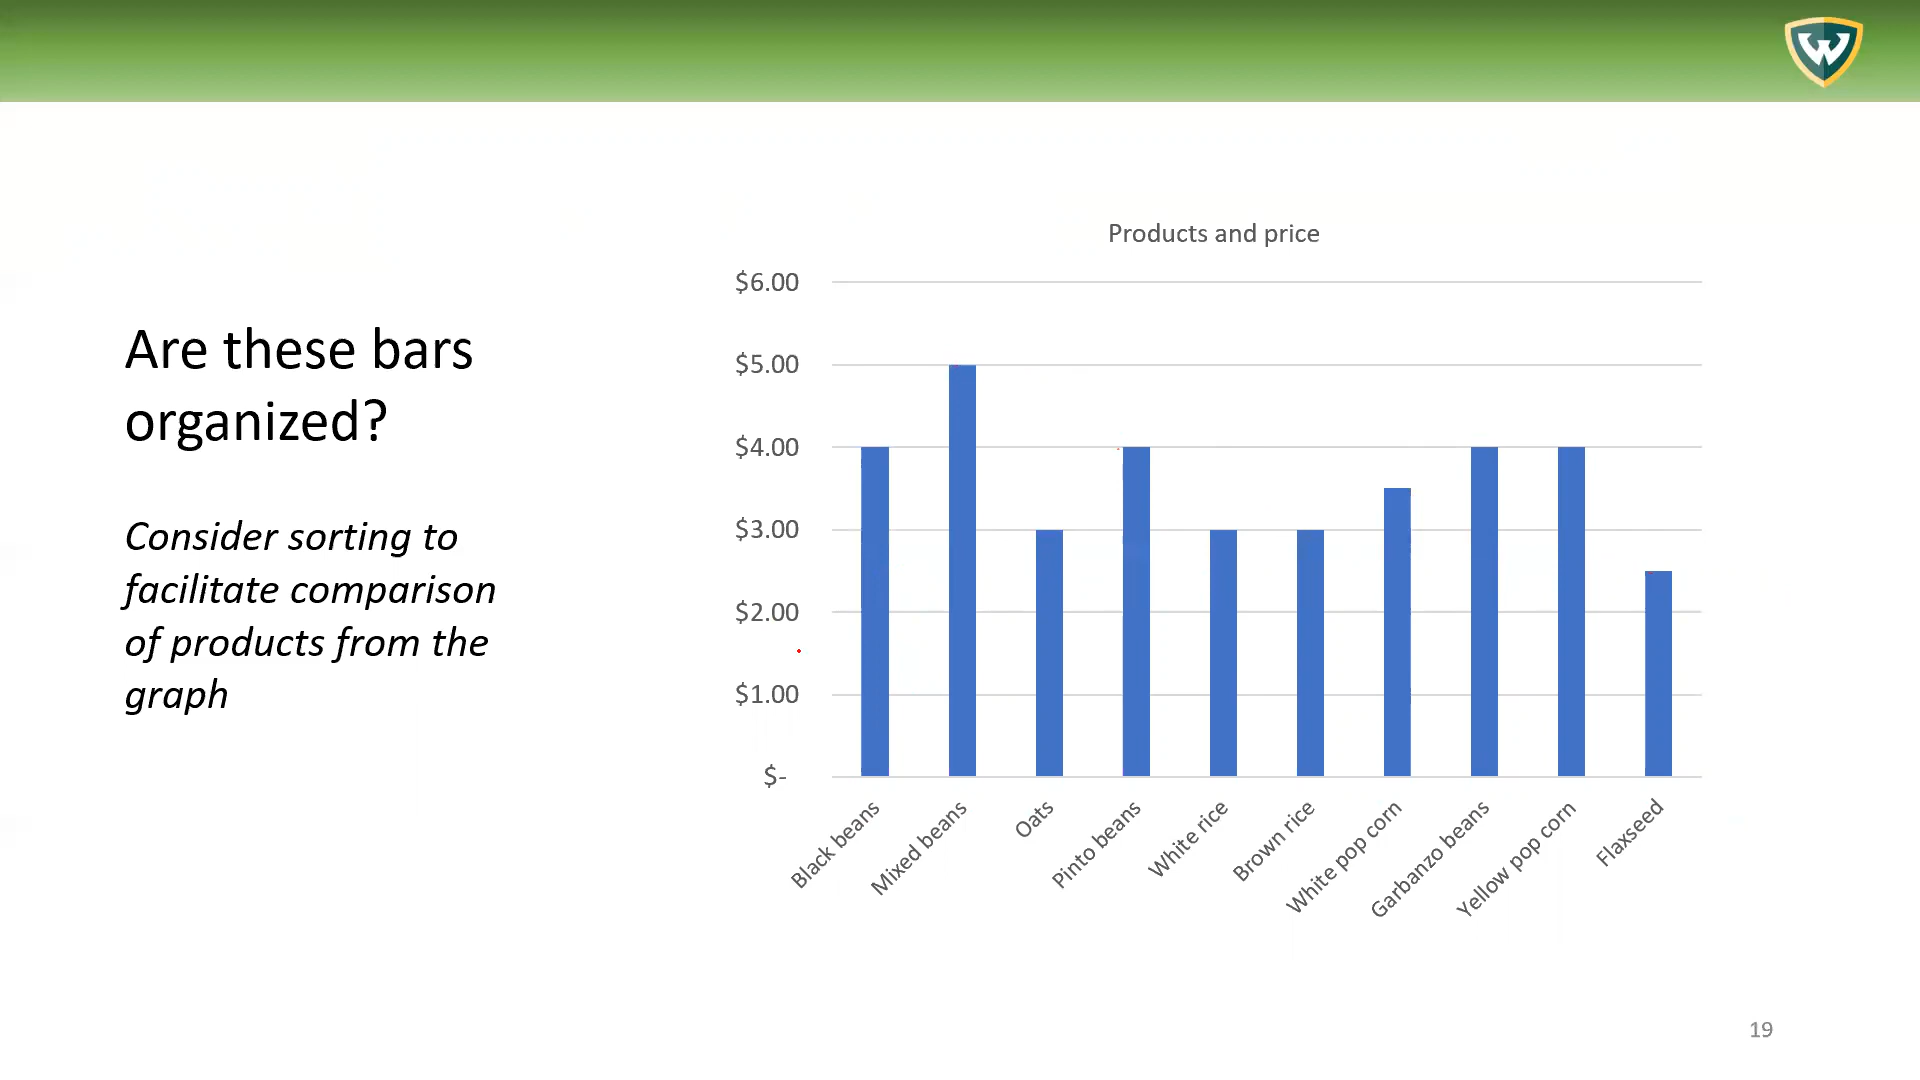 Are these bars
organized?
Consider sorting to
facilitate comparison
of products from the
graph
Products and price
$6.00
$5.00
$4.00
$3.00
$2.00
$1.00
$-
Black beans
Mixed beans
Oats
Pinto beans
White rice
Brown rice
White pop corn
Garbanzo beans
Yellow pop corn
Flaxseed
W
19